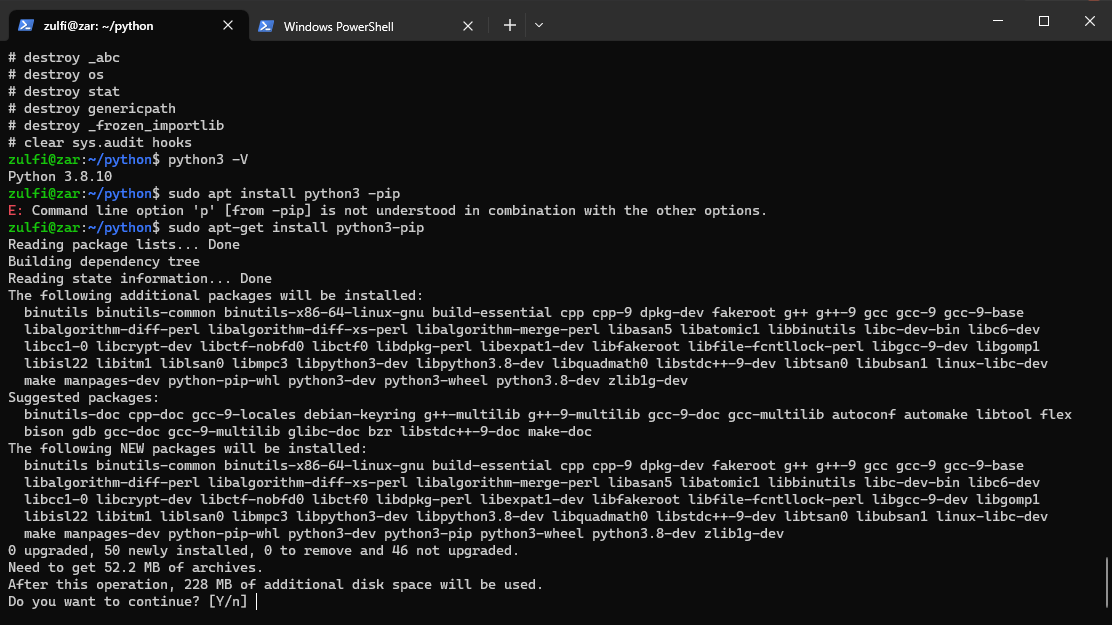 zulfi@zar: ~/python
Windows PowerShell
# destroy _abc
# destroy os
# destroy stat
# destroy genericpath
# destroy _frozen_importlib
# clear sys.audit hooks
zulfi@zar:~/python$ python3 -V
Python 3.8.10
zulfi@zar:~/python$ sudo apt install python3 -pip
E: Command line option 'p' [from -pip] is not understood in combination with the other options.
zulfi@zar:~/python$ sudo apt-get install python3-pip
Reading package lists... Done
Building dependency tree
Reading state information... Done
The following additional packages will be installed:
  binutils binutils-common binutils-x86-64-linux-gnu build-essential cpp cpp-9 dpkg-dev fakeroot g++ g++-9 gcc gcc-9 gcc-9-base
  libalgorithm-diff-perl libalgorithm-diff-xs-perl libalgorithm-merge-perl libasan5 libatomic1 libbinutils libc-dev-bin libc6-dev
  libcc1-0 libcrypt-dev libctf-nobfd0 libctf0 libdpkg-perl libexpat1-dev libfakeroot libfile-fcntllock-perl libgcc-9-dev libgomp1
  libisl22 libitm1 liblsan0 libmpc3 libpython3-dev libpython3.8-dev libquadmath0 libstdc++-9-dev libtsan0 libubsan1 linux-libc-dev
  make manpages-dev python-pip-whl python3-dev python3-wheel python3.8-dev zlib1g-dev
Suggested packages:
  binutils-doc cpp-doc gcc-9-locales debian-keyring g++-multilib g++-9-multilib gcc-9-doc gcc-multilib autoconf automake libtool flex
  bison gdb gcc-doc gcc-9-multilib glibc-doc bzr libstdc++-9-doc make-doc
The following NEW packages will be installed:
  binutils binutils-common binutils-x86-64-linux-gnu build-essential cpp cpp-9 dpkg-dev fakeroot g++ g++-9 gcc gcc-9 gcc-9-base
  libalgorithm-diff-perl libalgorithm-diff-xs-perl libalgorithm-merge-perl libasan5 libatomic1 libbinutils libc-dev-bin libc6-dev
  libcc1-0 libcrypt-dev libctf-nobfd0 libctf0 libdpkg-perl libexpat1-dev libfakeroot libfile-fcntllock-perl libgcc-9-dev libgomp1
  libisl22 libitm1 liblsan0 libmpc3 libpython3-dev libpython3.8-dev libquadmath0 libstdc++-9-dev libtsan0 libubsan1 linux-libc-dev
  make manpages-dev python-pip-whl python3-dev python3-pip python3-wheel python3.8-dev zlib1g-dev
0 upgraded, 50 newly installed, 0 to remove and 46 not upgraded.
Need to get 52.2 MB of archives.
After this operation, 228 MB of additional disk space will be used.
Do you want to continue? [Y/n]